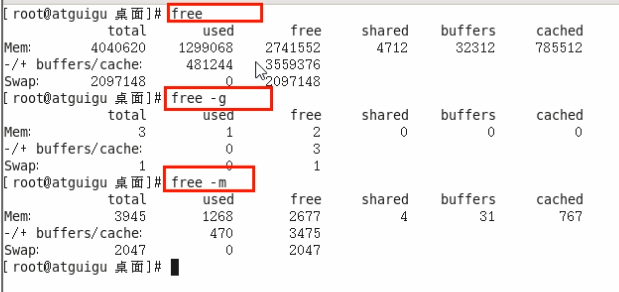 [root@atguigu 桌面]# free
total used free shared buffers cached
Mem: 4040620 1299068 2741552 4712 32312 785512
-/+ buffers/cache: 481244 3559376
Swap: 2097148 0 2097148
[root@atguigu 桌面]# free -g
total used free shared buffers cached
Mem: 3 1 2 0 0 0
-/+ buffers/cache: 0 3
Swap: 1 0 1
[root@atguigu 桌面]# free -m
total used free shared buffers cached
Mem: 3945 1268 2677 4 31 767
-/+ buffers/cache: 470 3475
Swap: 2047 0 2047
[root@atguigu 桌面]#